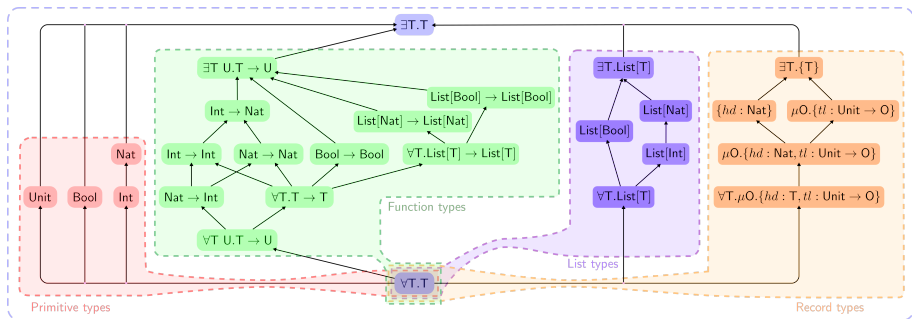 ∃T.T
∃T U.T → U
∃T.List[T]
∃T.{T}
List[Bool] → List[Bool]
Int → Nat
List[Nat] → List[Nat]
List[Nat]
{hd : Nat}
μO.{tl : Unit → O}
List[Bool]
Nat
Int → Int
Nat → Nat
Bool → Bool
∀T.List[T] → List[T]
List[Int]
μO.{hd : Nat, tl : Unit → O}
Unit
Bool
Int
Nat → Int
∀T.T → T
∀T.List[T]
∀T.μO.{hd : T, tl : Unit → O}
Function types
∀T U.T → U
List types
∀T.T
Primitive types
Record types